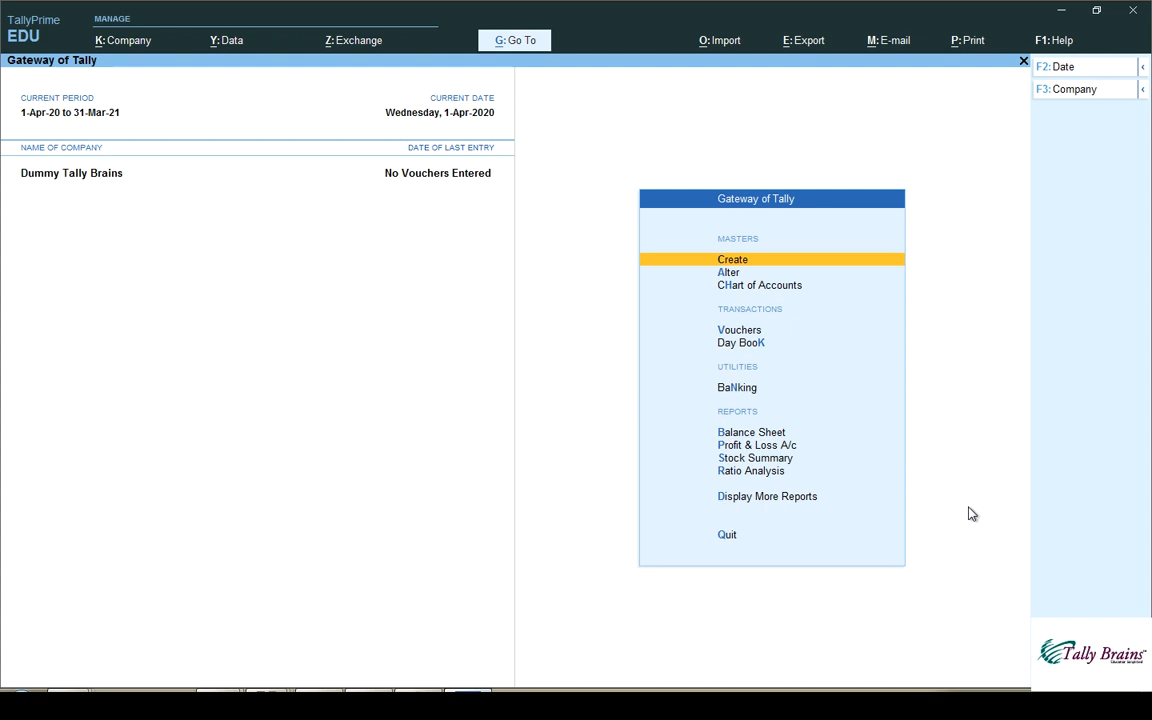 TallyPrime
EDU
MANAGE
K: Company
Y: Data
Z: Exchange
G: Go To
O: Import
E: Export
M: E-mail
P: Print
F1: Help
Gateway of Tally
F2: Date
F3: Company
CURRENT PERIOD
CURRENT DATE
1-Apr-20 to 31-Mar-21
Wednesday, 1-Apr-2020
NAME OF COMPANY
DATE OF LAST ENTRY
Dummy Tally Brains
No Vouchers Entered
Gateway of Tally
MASTERS
Create
Alter
CHart of Accounts
TRANSACTIONS
Vouchers
Day BooK
UTILITIES
BaNking
REPORTS
Balance Sheet
Profit & Loss A/c
Stock Summary
Ratio Analysis
Display More Reports
Quit
Tally Brains